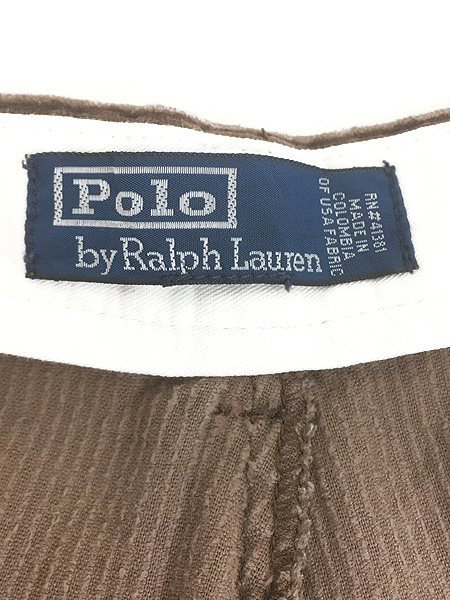 Polo
by Ralph Lauren
RN#41381
MADE IN
COLOMBIA
OF USA FABRIC